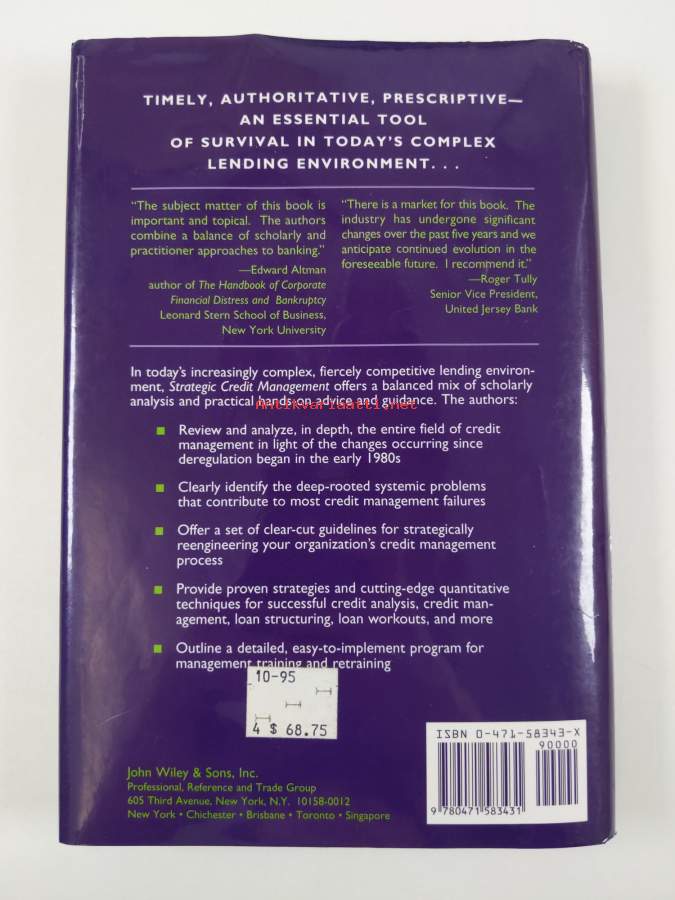 TIMELY, AUTHORITATIVE, PRESCRIPTIVE—
AN ESSENTIAL TOOL
OF SURVIVAL IN TODAY'S COMPLEX
LENDING ENVIRONMENT. . .
"The subject matter of this book is
important and topical. The authors
combine a balance of scholarly and
practitioner approaches to banking."
—Edward Altman
author of The Handbook of Corporate
Financial Distress and Bankruptcy
Leonard Stern School of Business,
New York University
"There is a market for this book. The
industry has undergone significant
changes over the past five years and we
anticipate continued evolution in the
foreseeable future. I recommend it."
—Roger Tully
Senior Vice President,
United Jersey Bank
In today's increasingly complex, fiercely competitive lending environ-
ment, Strategic Credit Management offers a balanced mix of scholarly
analysis and practical hands-on advice and guidance. The authors:
Antikvariaatti.net
Review and analyze, in depth, the entire field of credit
management in light of the changes occurring since
deregulation began in the early 1980s
Clearly identify the deep-rooted systemic problems
that contribute to most credit management failures
Offer a set of clear-cut guidelines for strategically
reengineering your organization's credit management
process
Provide proven strategies and cutting-edge quantitative
techniques for successful credit analysis, credit man-
agement, loan structuring, loan workouts, and more
Outline a detailed, easy-to-implement program for
management training and retraining
10-95
4 $ 68.75
ISBN 0-471-58343-X
90000
9 780471 583431
John Wiley & Sons, Inc.
Professional, Reference and Trade Group
605 Third Avenue, New York, N.Y. 10158-0012
New York • Chichester • Brisbane • Toronto • Singapore